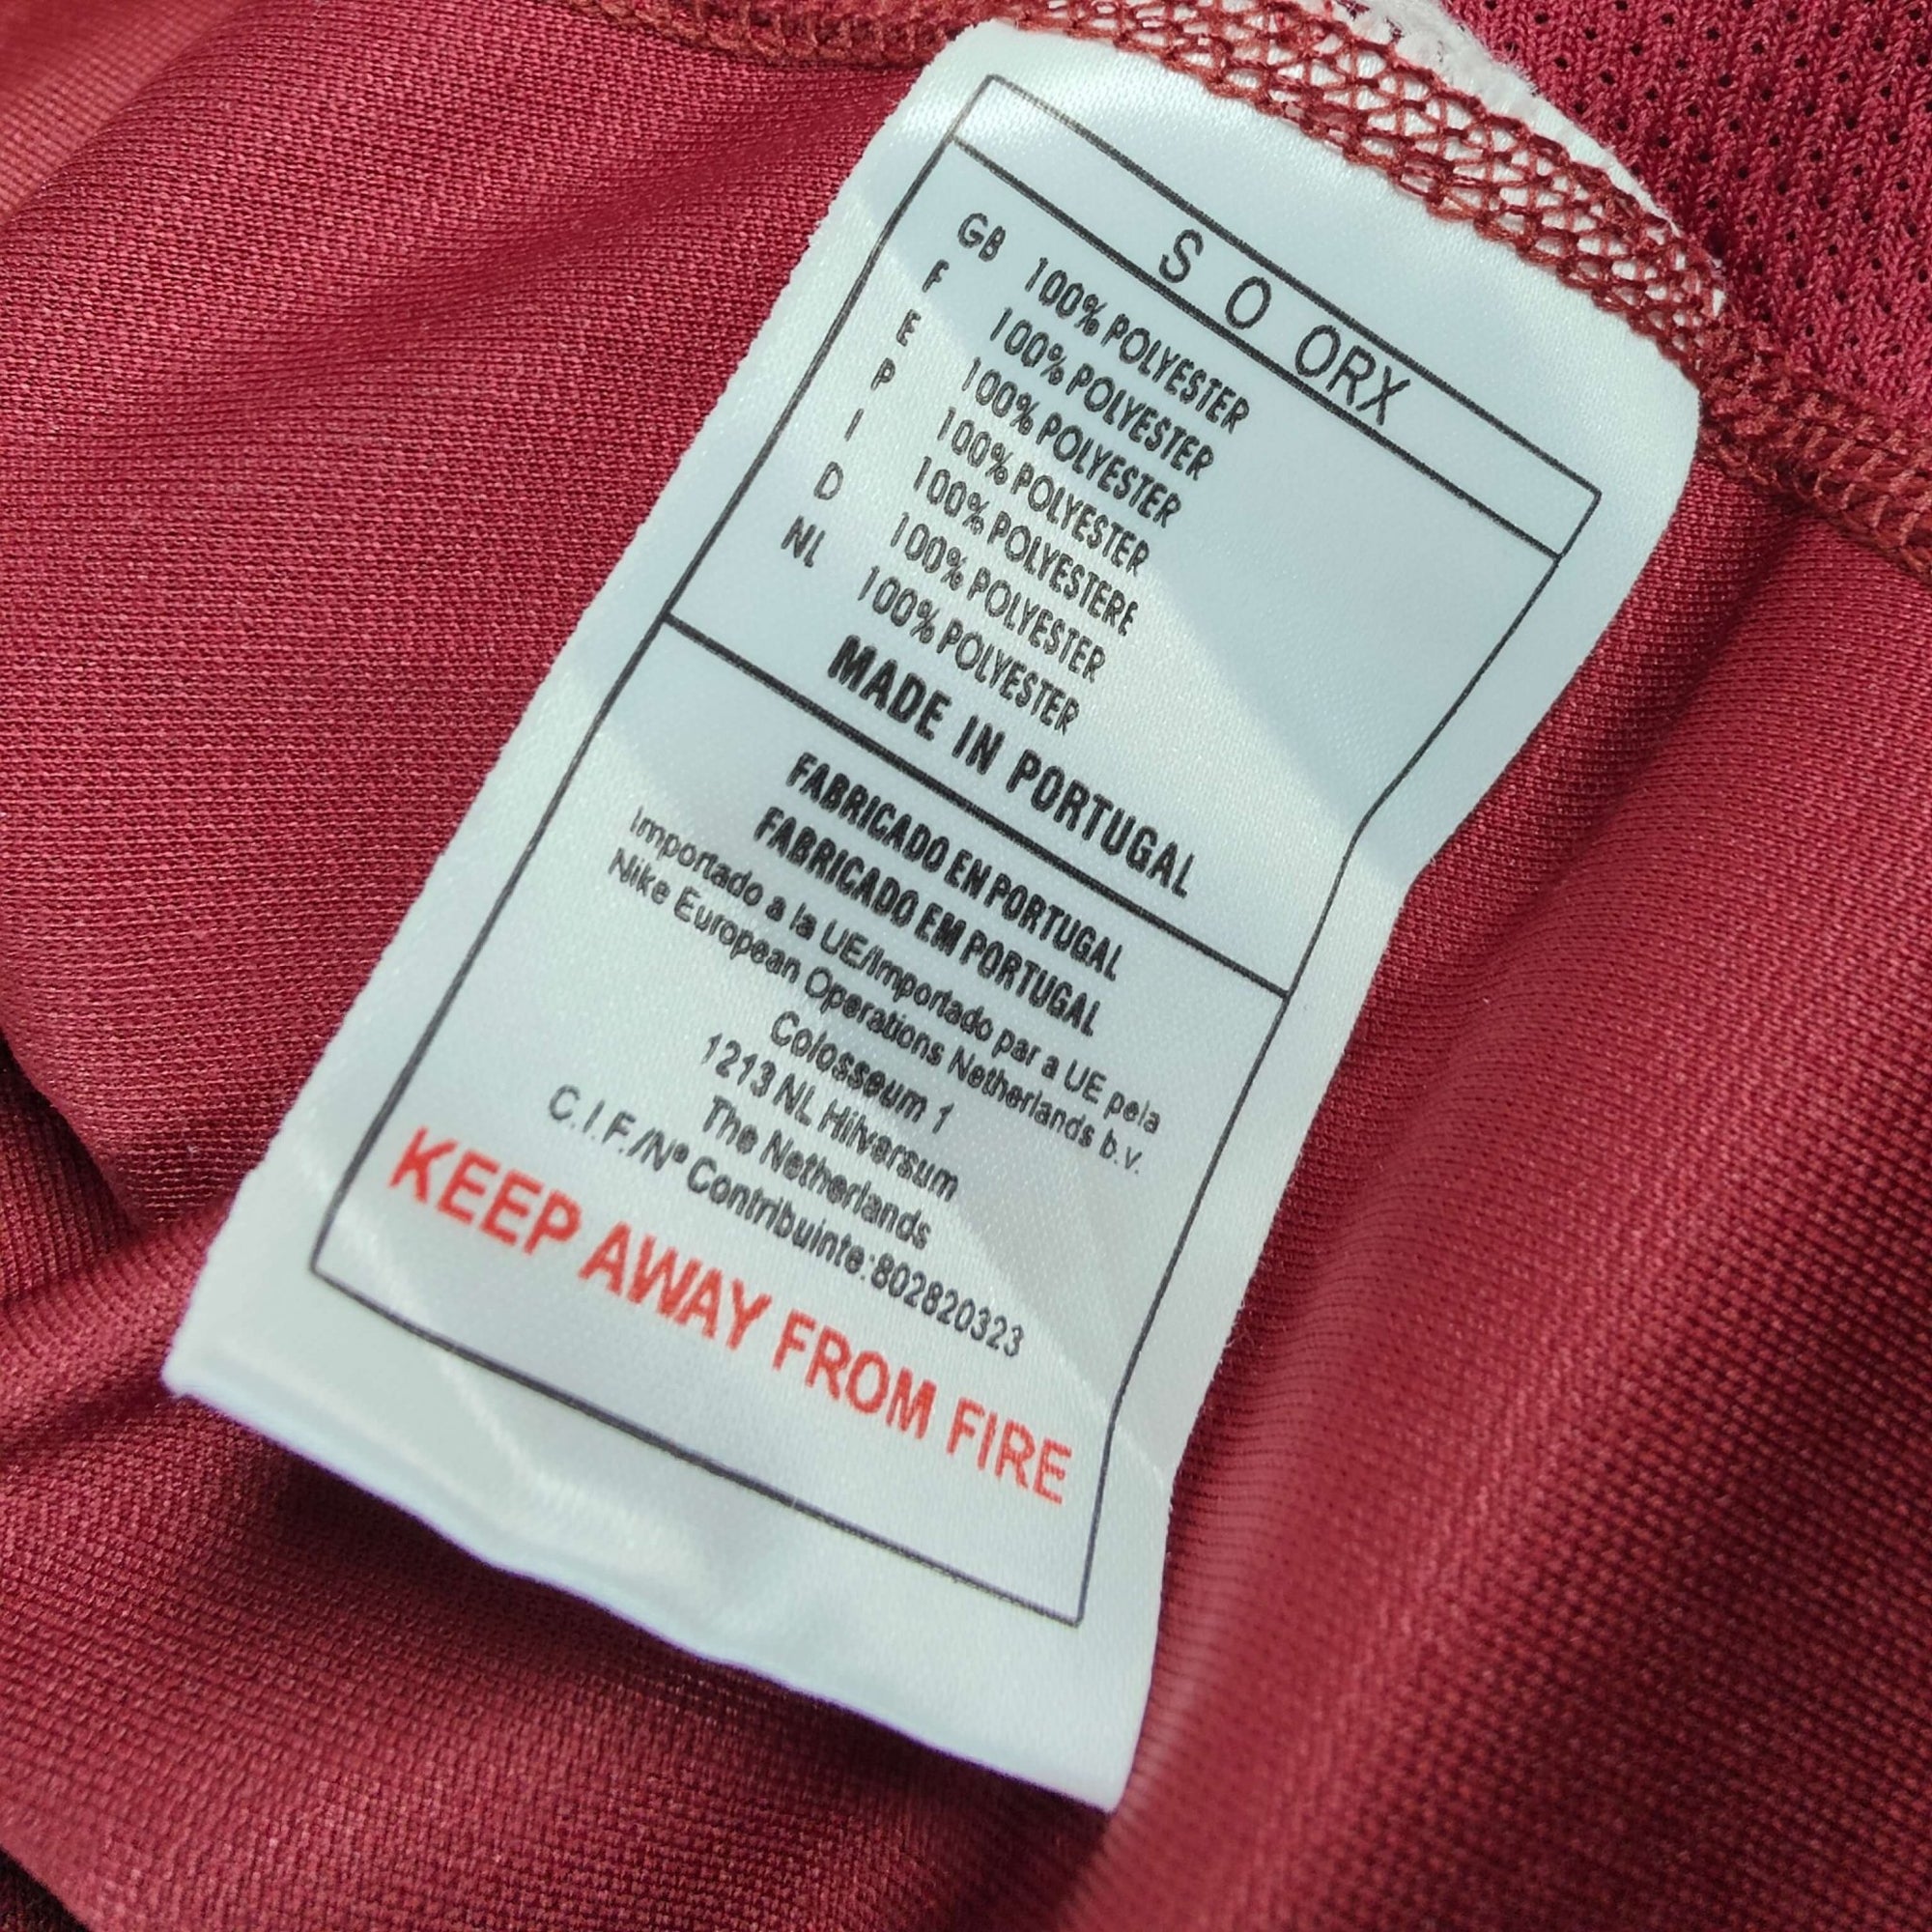 S O ORX
GB 100% POLYESTER
F 100% POLYESTER
E 100% POLYESTER
P 100% POLYESTER
I 100% POLYESTERE
D 100% POLYESTER
NL 100% POLYESTER
MADE IN PORTUGAL
FABRICADO EN PORTUGAL
FABRICADO EM PORTUGAL
Importado a la UE/Importado par a UE pela
Nike European Operations Netherlands b.v.
Colosseum 1
1213 NL Hilversum
The Netherlands
C.I.F./Nº Contribuinte:802820323
KEEP AWAY FROM FIRE